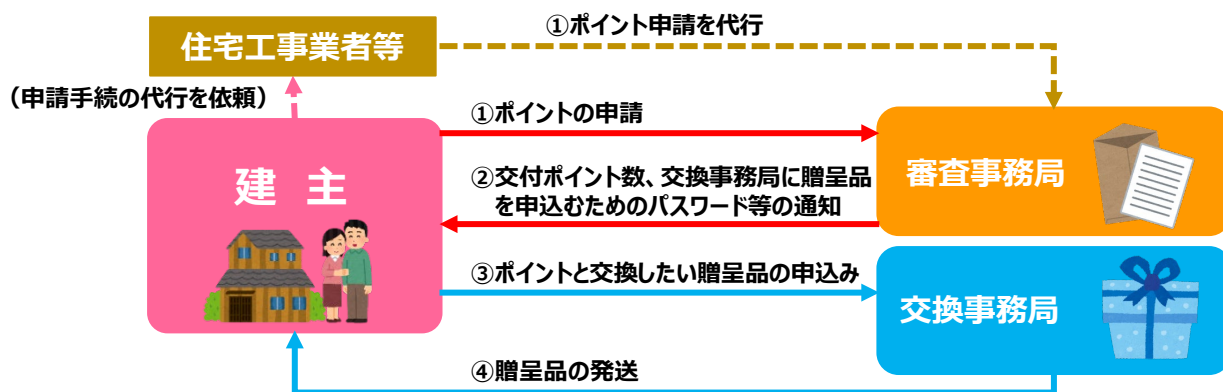 ①ポイント申請を代行
住宅工事業者等
（申請手続の代行を依頼）
①ポイントの申請
建 主
審査事務局
②交付ポイント数、交換事務局に贈呈品
を申込むためのパスワード等の通知
③ポイントと交換したい贈呈品の申込み
交換事務局
④贈呈品の発送